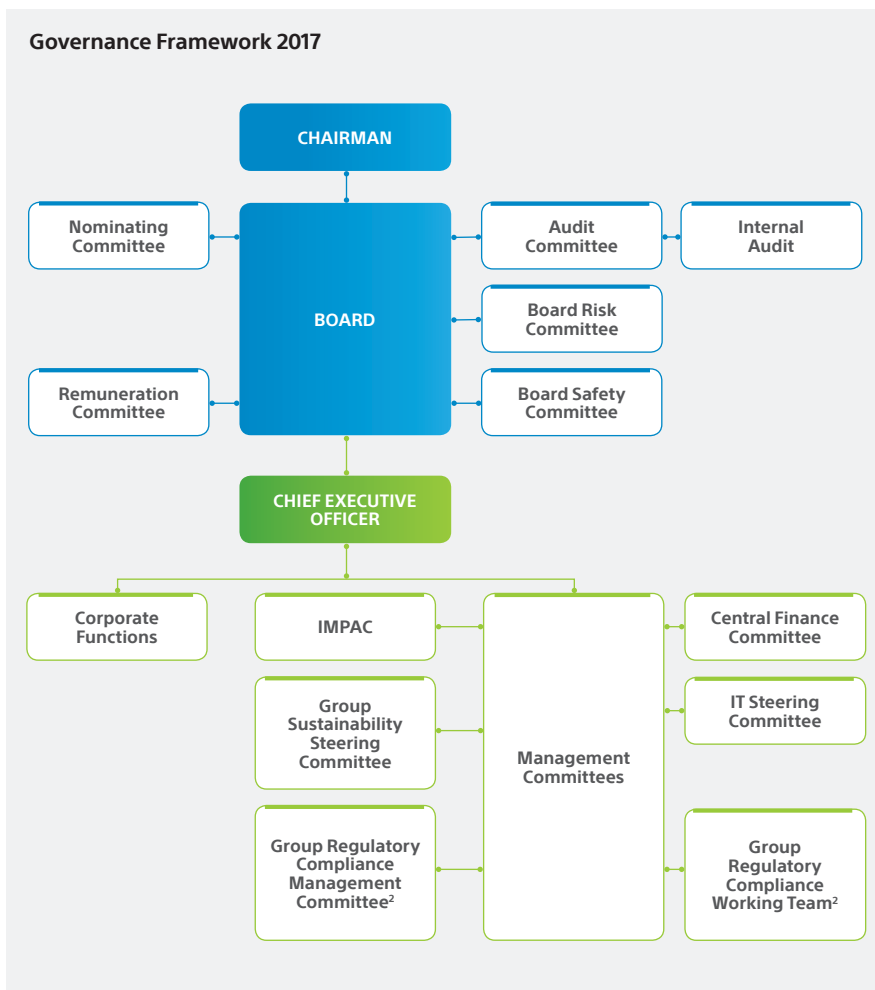 Governance Framework 2017
CHAIRMAN
Nominating
Committee
Audit
Committee
Internal
Audit
BOARD
Board Risk
Committee
Remuneration
Committee
Board Safety
Committee
CHIEF EXECUTIVE
OFFICER
Corporate
Functions
IMPAC
Central Finance
Committee
Group
Sustainability
Steering
Committee
IT Steering
Committee
Management
Committees
Group Regulatory
Compliance
Management
Committee²
Group
Regulatory
Compliance
Working Team²